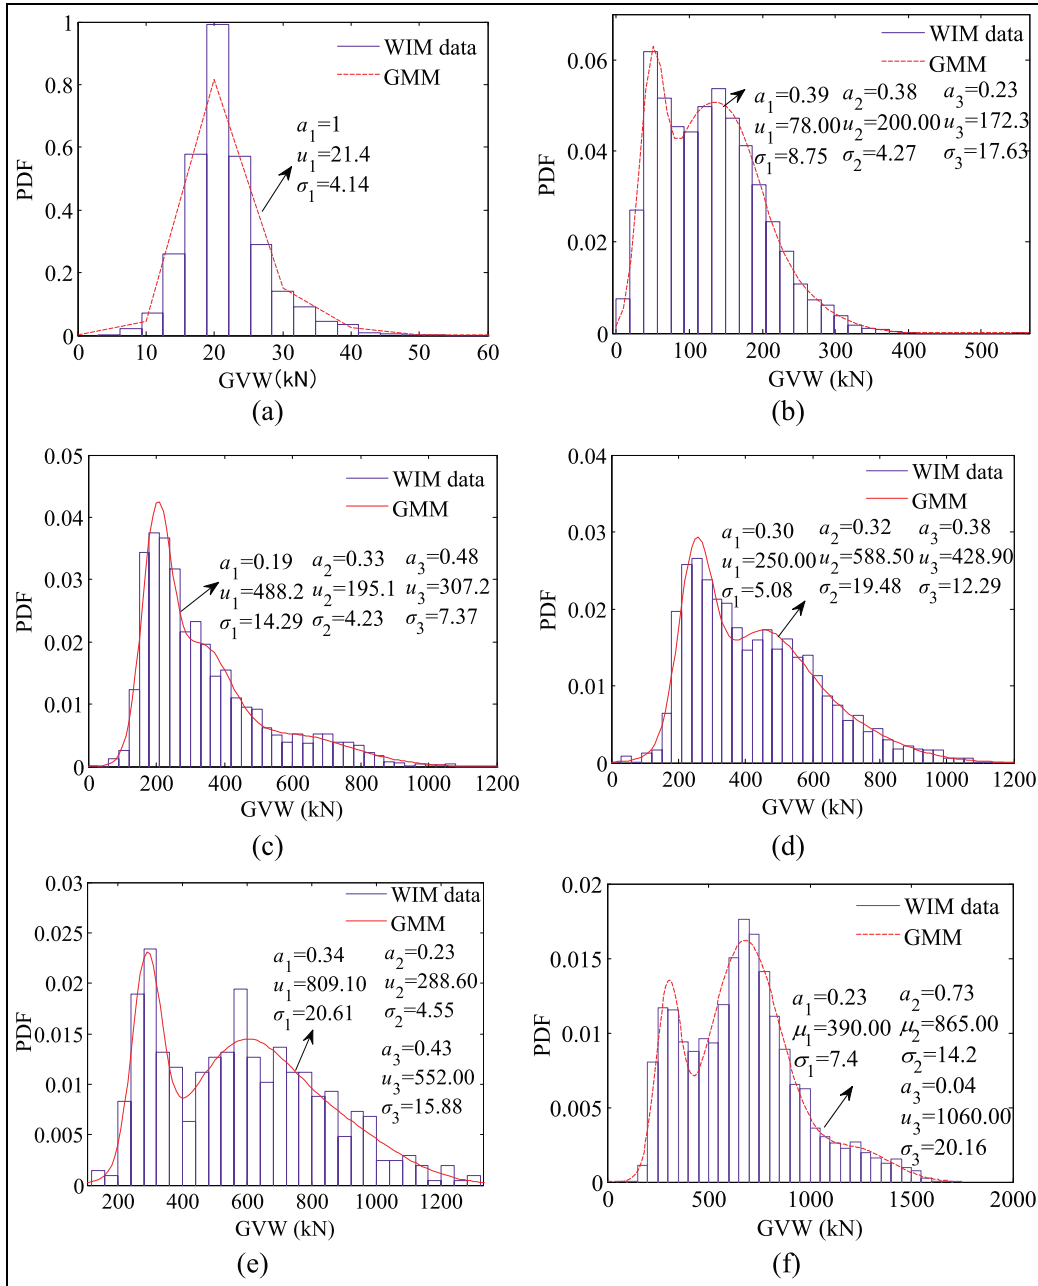 1
0.8
0.6
0.4
0.2
0
PDF
WIM data
GMM
a1=1
u1=21.4
σ1=4.14
0 10 20 30 40 50 60
GVW(kN)
(a)
0.06
0.04
0.02
0
PDF
WIM data
GMM
a1=0.39 a2=0.38 a3=0.23
u1=78.00 u2=200.00 u3=172.3
σ1=8.75 σ2=4.27 σ3=17.63
0 100 200 300 400 500
GVW (kN)
(b)
0.05
0.04
0.03
0.02
0.01
0
PDF
WIM data
GMM
a1=0.19 a2=0.33 a3=0.48
u1=488.2 u2=195.1 u3=307.2
σ1=14.29 σ2=4.23 σ3=7.37
0 200 400 600 800 1000 1200
GVW (kN)
(c)
0.04
0.03
0.02
0.01
0
PDF
WIM data
GMM
a1=0.30 a2=0.32 a3=0.38
u1=250.00 u2=588.50 u3=428.90
σ1=5.08 σ2=19.48 σ3=12.29
0 200 400 600 800 1000 1200
GVW (kN)
(d)
0.03
0.025
0.02
0.015
0.01
0.005
0
PDF
WIM data
GMM
a1=0.34 a2=0.23
u1=809.10 u2=288.60
σ1=20.61 σ2=4.55
a3=0.43
u3=552.00
σ3=15.88
200 400 600 800 1000 1200
GVW (kN)
(e)
0.02
0.015
0.01
0.005
0
PDF
WIM data
GMM
a1=0.23 a2=0.73
μ1=390.00 μ2=865.00
σ1=7.4 σ2=14.2
a3=0.04
u3=1060.00
σ3=20.16
0 500 1000 1500 2000
GVW (kN)
(f)